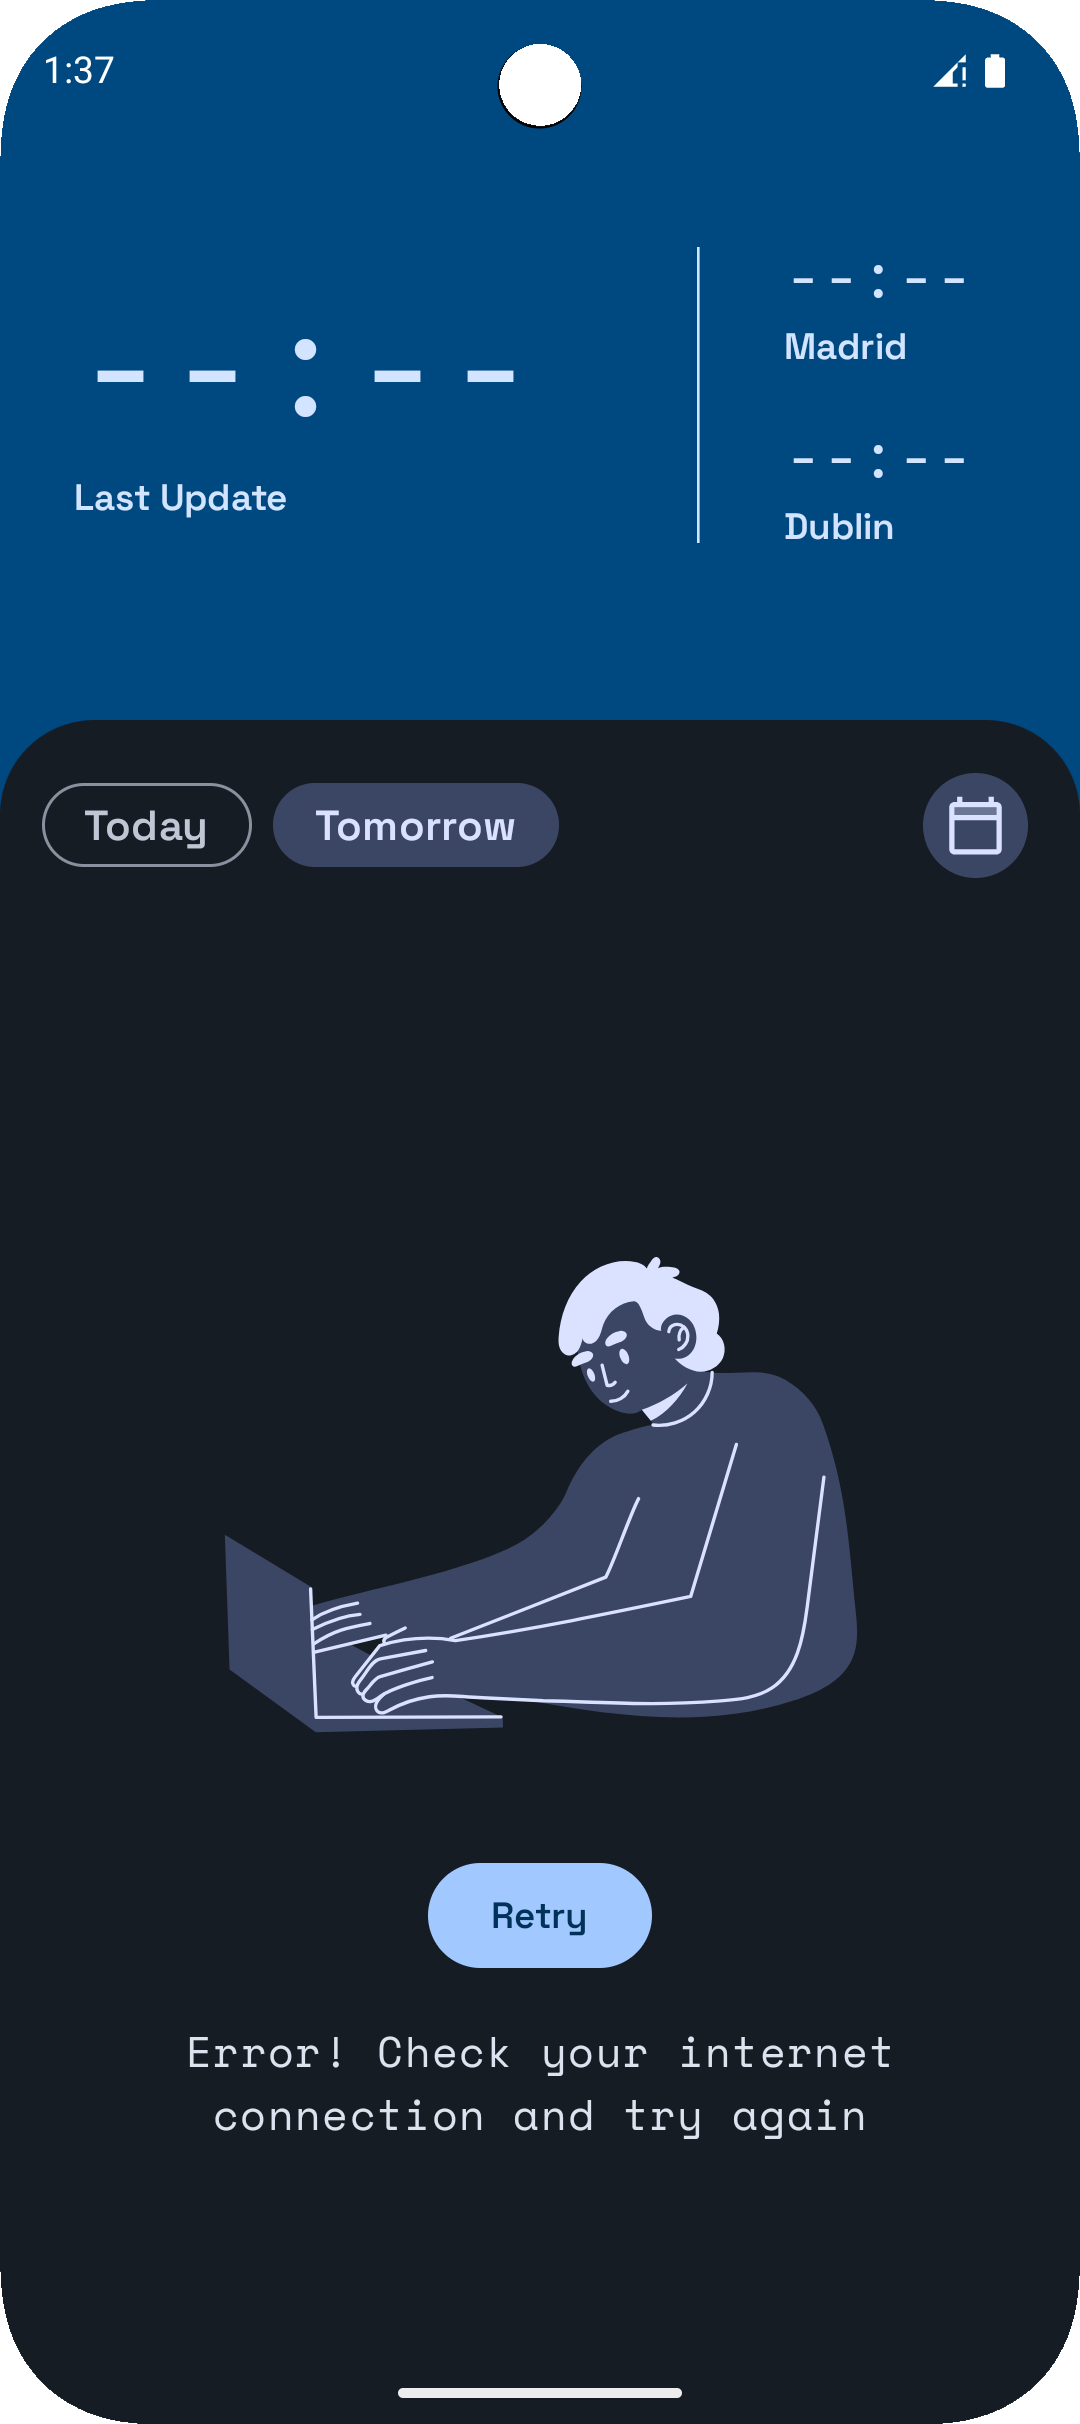 1:37
--:--
Last Update
--:--
Madrid
--:--
Dublin
Today
Tomorrow
Retry
Error! Check your internet
connection and try again